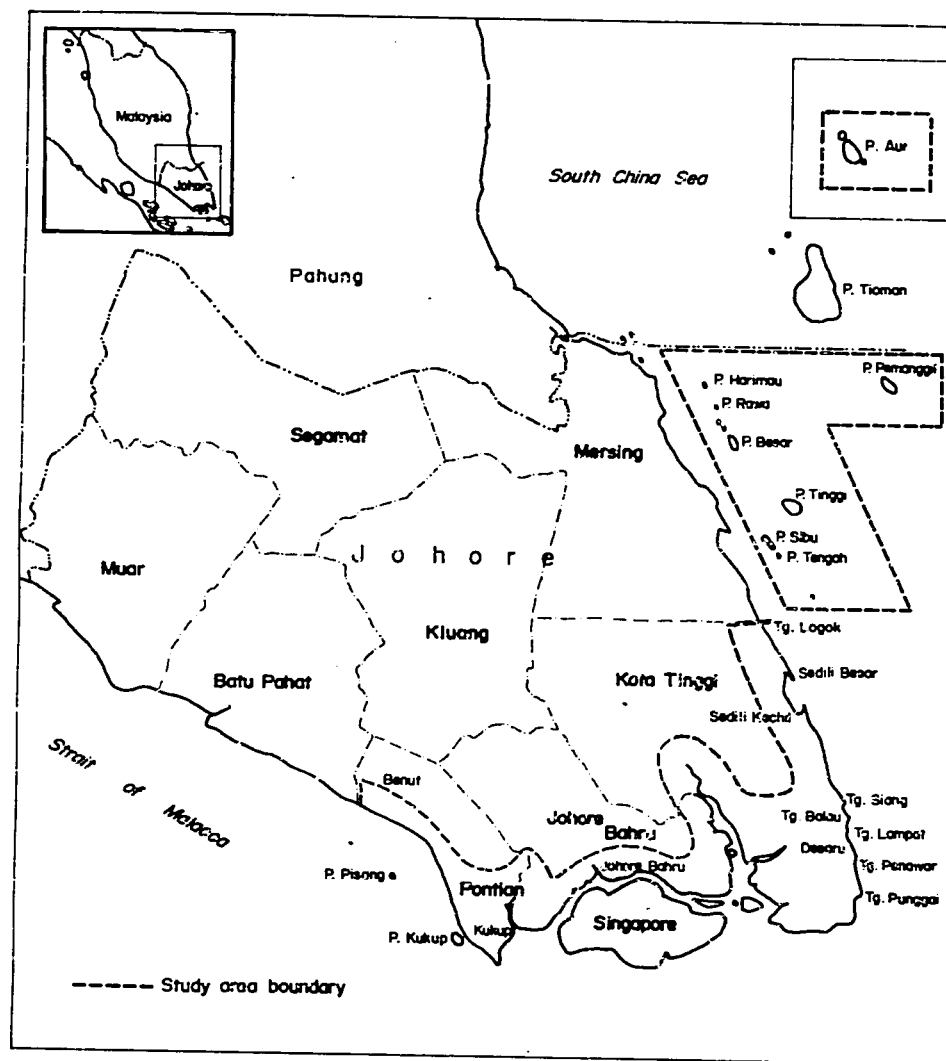 Malaysia
Johore
South China Sea
P. Aur
P. Tioman
Pahung
P. Harimau
P. Pemanggil
P. Rawa
Segamat
P. Besar
Mersing
P. Tinggi
Johore
P. Sibu
P. Tengah
Muar
Tg. Logok
Kluang
Batu Pahat
Kota Tinggi
Sedili Besar
Sedili Kechil
Strait of Malacca
Benut
Tg. Siang
Johore
Bahru
Tg. Balau
Tg. Lampat
Desaru
Johore Bahru
Tg. Penawar
P. Pisang
Pontian
Tg. Punggai
Kukup
Singapore
P. Kukup
Study area boundary